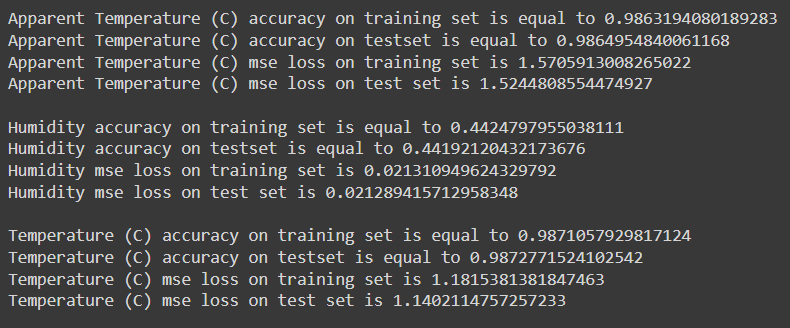 Apparent Temperature (C) accuracy on training set is equal to 0.9863194080189283
Apparent Temperature (C) accuracy on testset is equal to 0.9864954840061168
Apparent Temperature (C) mse loss on training set is 1.5705913008265022
Apparent Temperature (C) mse loss on test set is 1.5244808554474927
Humidity accuracy on training set is equal to 0.4424797955038111
Humidity accuracy on testset is equal to 0.44192120432173676
Humidity mse loss on training set is 0.021310949624329792
Humidity mse loss on test set is 0.021289415712958348
Temperature (C) accuracy on training set is equal to 0.9871057929817124
Temperature (C) accuracy on testset is equal to 0.9872771524102542
Temperature (C) mse loss on training set is 1.1815381381847463
Temperature (C) mse loss on test set is 1.1402114757257233